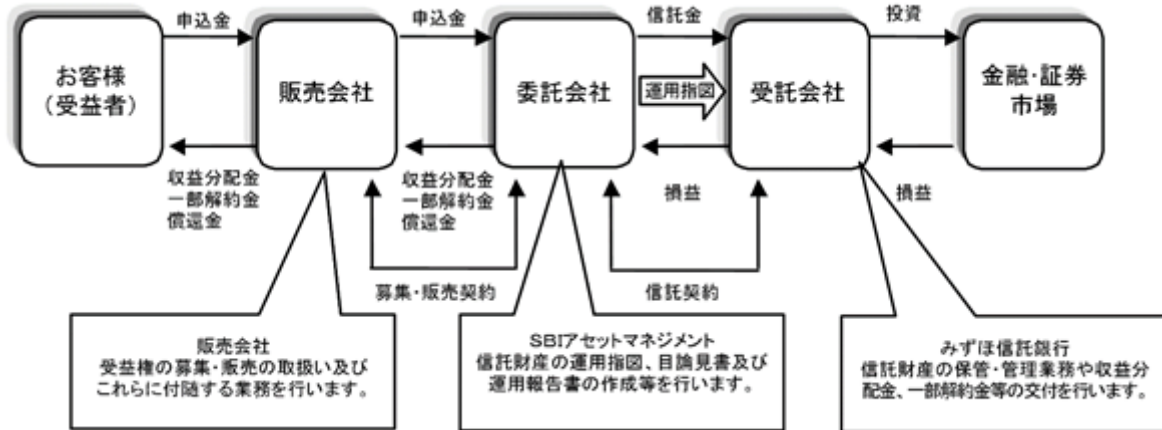 申込金
申込金
信託金
投資
お客様
（受益者）
販売会社
委託会社
運用指図
受託会社
金融・証券
市場
収益分配金
一部解約金
償還金
収益分配金
一部解約金
償還金
損益
損益
募集・販売契約
信託契約
販売会社
受益権の募集・販売の取扱い及び
これらに付随する業務を行います。
SBIアセットマネジメント
信託財産の運用指図、目論見書及び
運用報告書の作成等を行います。
みずほ信託銀行
信託財産の保管・管理業務や収益分
配金、一部解約金等の交付を行います。